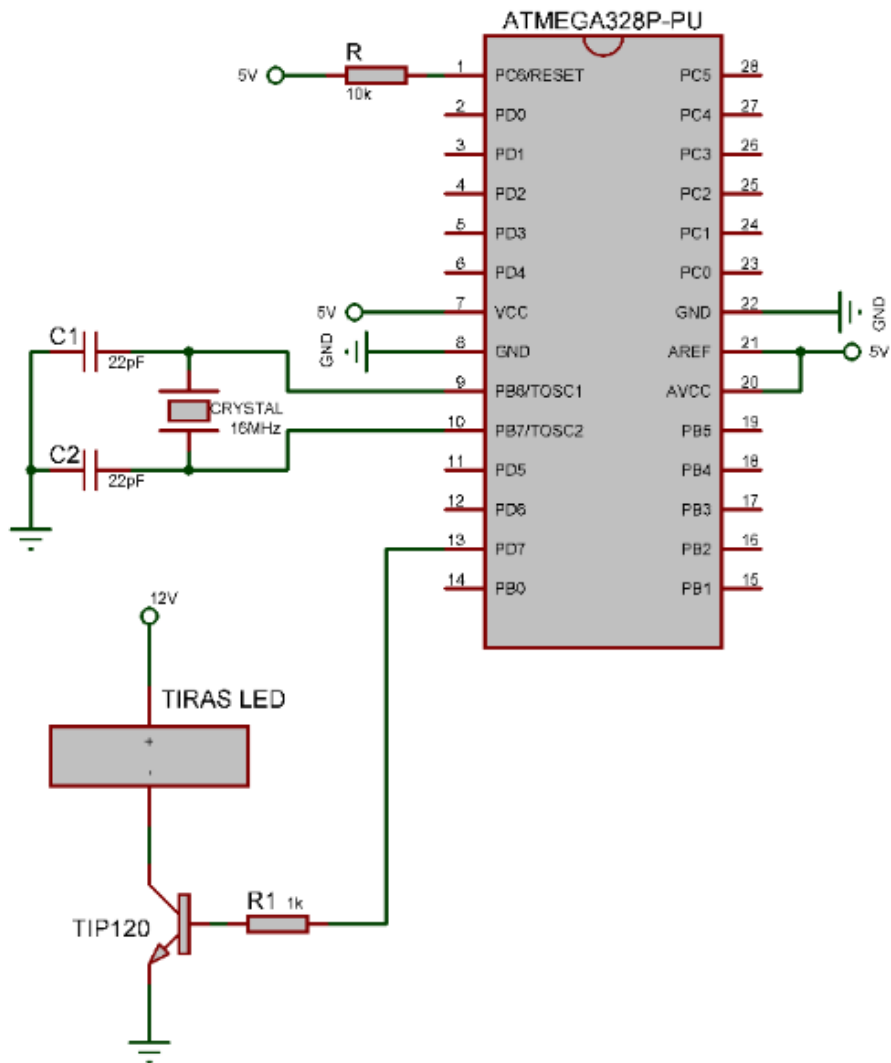 ATMEGA328P-PU
R
5V
10k
1 PC6/RESET PC5 28
2 PD0 PC4 27
3 PD1 PC3 26
4 PD2 PC2 25
5 PD3 PC1 24
6 PD4 PC0 23
5V 7 VCC GND 22 GND
GND 8 GND AREF 21 5V
C1
22pF
9 PB6/TOSC1 AVCC 20
CRYSTAL
16MHz
10 PB7/TOSC2 PB5 19
C2
22pF
11 PD5 PB4 18
12 PD6 PB3 17
13 PD7 PB2 16
14 PB0 PB1 15
12V
TIRAS LED
+
-
R1 1k
TIP120